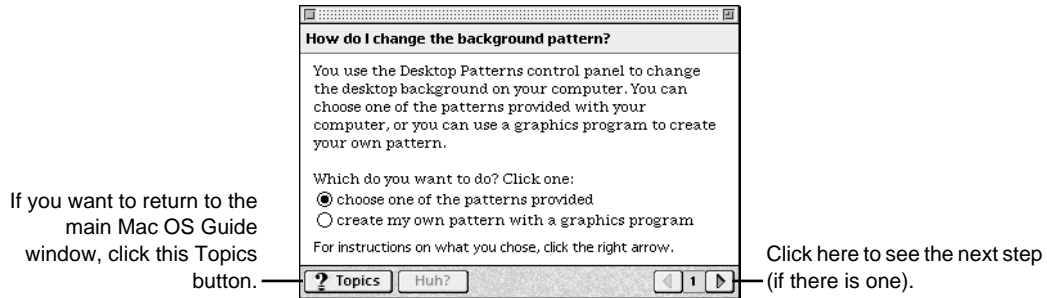 How do I change the background pattern?
You use the Desktop Patterns control panel to change
the desktop background on your computer. You can
choose one of the patterns provided with your
computer, or you can use a graphics program to create
your own pattern.
Which do you want to do? Click one:
choose one of the patterns provided
create my own pattern with a graphics program
For instructions on what you chose, click the right arrow.
? Topics Huh? 1
If you want to return to the
main Mac OS Guide
window, click this Topics
button.
Click here to see the next step
(if there is one).